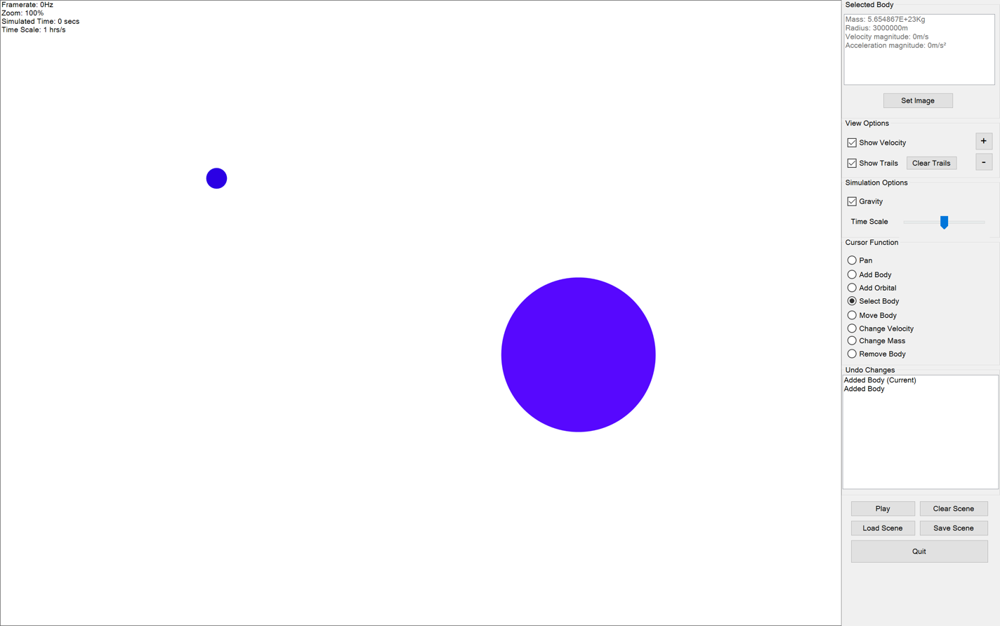 Framerate: 0Hz
Zoom: 100%
Simulated Time: 0 secs
Time Scale: 1 hrs/s
Selected Body
Mass: 5.654867E+23Kg
Radius: 3000000m
Velocity magnitude: 0m/s
Acceleration magnitude: 0m/s²
Set Image
View Options
Show Velocity
+
Show Trails
Clear Trails
-
Simulation Options
Gravity
Time Scale
Cursor Function
Pan
Add Body
Add Orbital
Select Body
Move Body
Change Velocity
Change Mass
Remove Body
Undo Changes
Added Body (Current)
Added Body
Play
Clear Scene
Load Scene
Save Scene
Quit